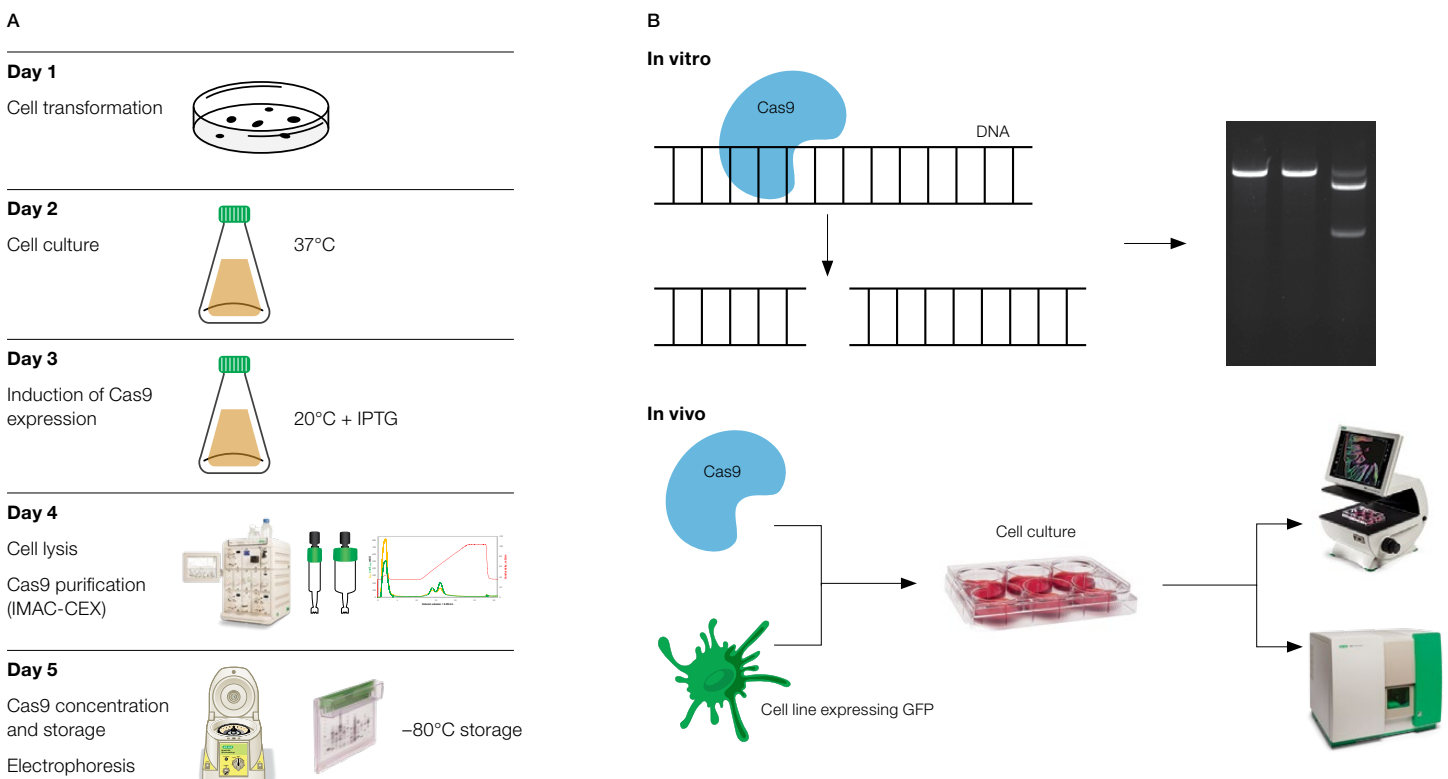 A
Day 1
Cell transformation
Day 2
Cell culture
37°C
Day 3
Induction of Cas9
expression
20°C + IPTG
Day 4
Cell lysis
Cas9 purification
(IMAC-CEX)
Day 5
Cas9 concentration
and storage
Electrophoresis
–80°C storage
B
In vitro
Cas9
DNA
In vivo
Cas9
Cell line expressing GFP
Cell culture